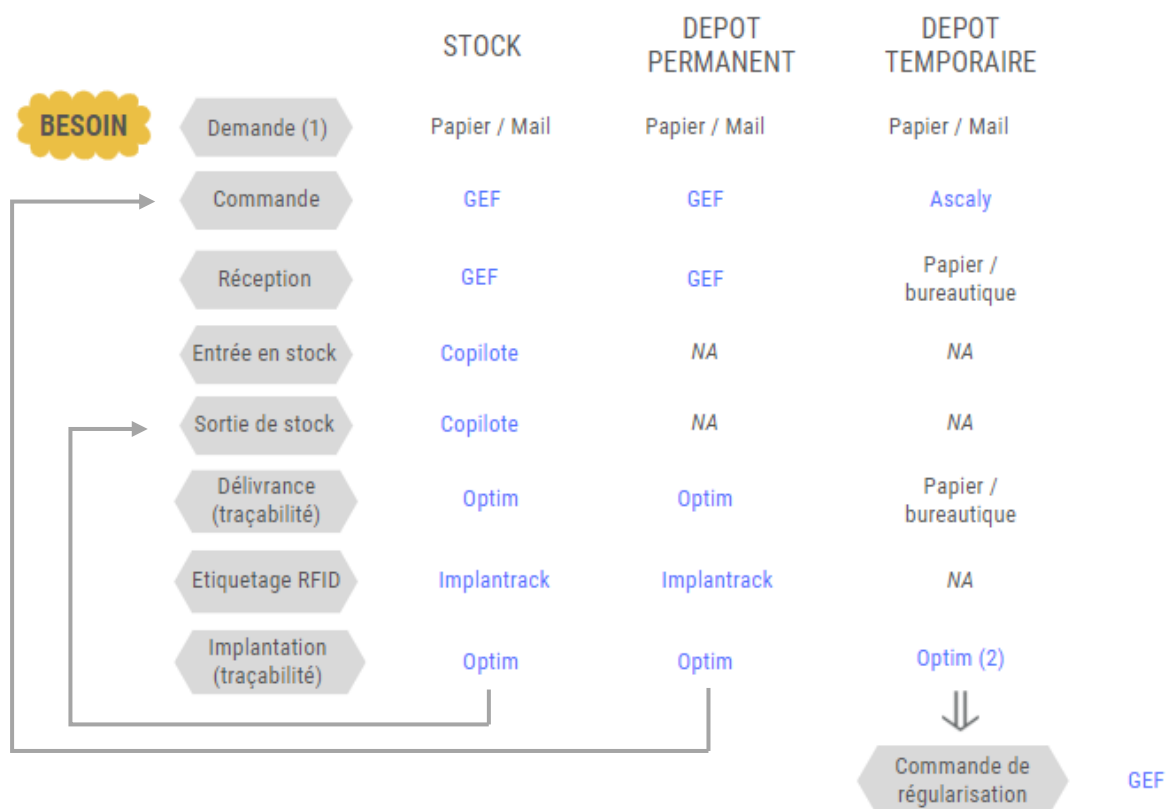 STOCK
DEPOT
PERMANENT
DEPOT
TEMPORAIRE
BESOIN
Demande (1)
Papier / Mail
Papier / Mail
Papier / Mail
Commande
GEF
GEF
Ascaly
Réception
GEF
GEF
Papier /
bureautique
Entrée en stock
Copilote
NA
NA
Sortie de stock
Copilote
NA
NA
Délivrance
(traçabilité)
Optim
Optim
Papier /
bureautique
Etiquetage RFID
Implantrack
Implantrack
NA
Implantation
(traçabilité)
Optim
Optim
Optim (2)
Commande de
régularisation
GEF